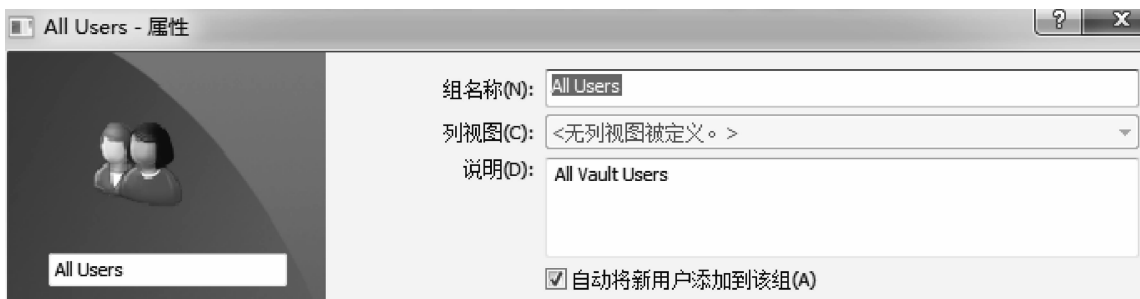 All Users - 属性
组名称(N): All Users
列视图(C): <无列视图被定义。>
说明(D): All Vault Users
All Users
自动将新用户添加到该组(A)